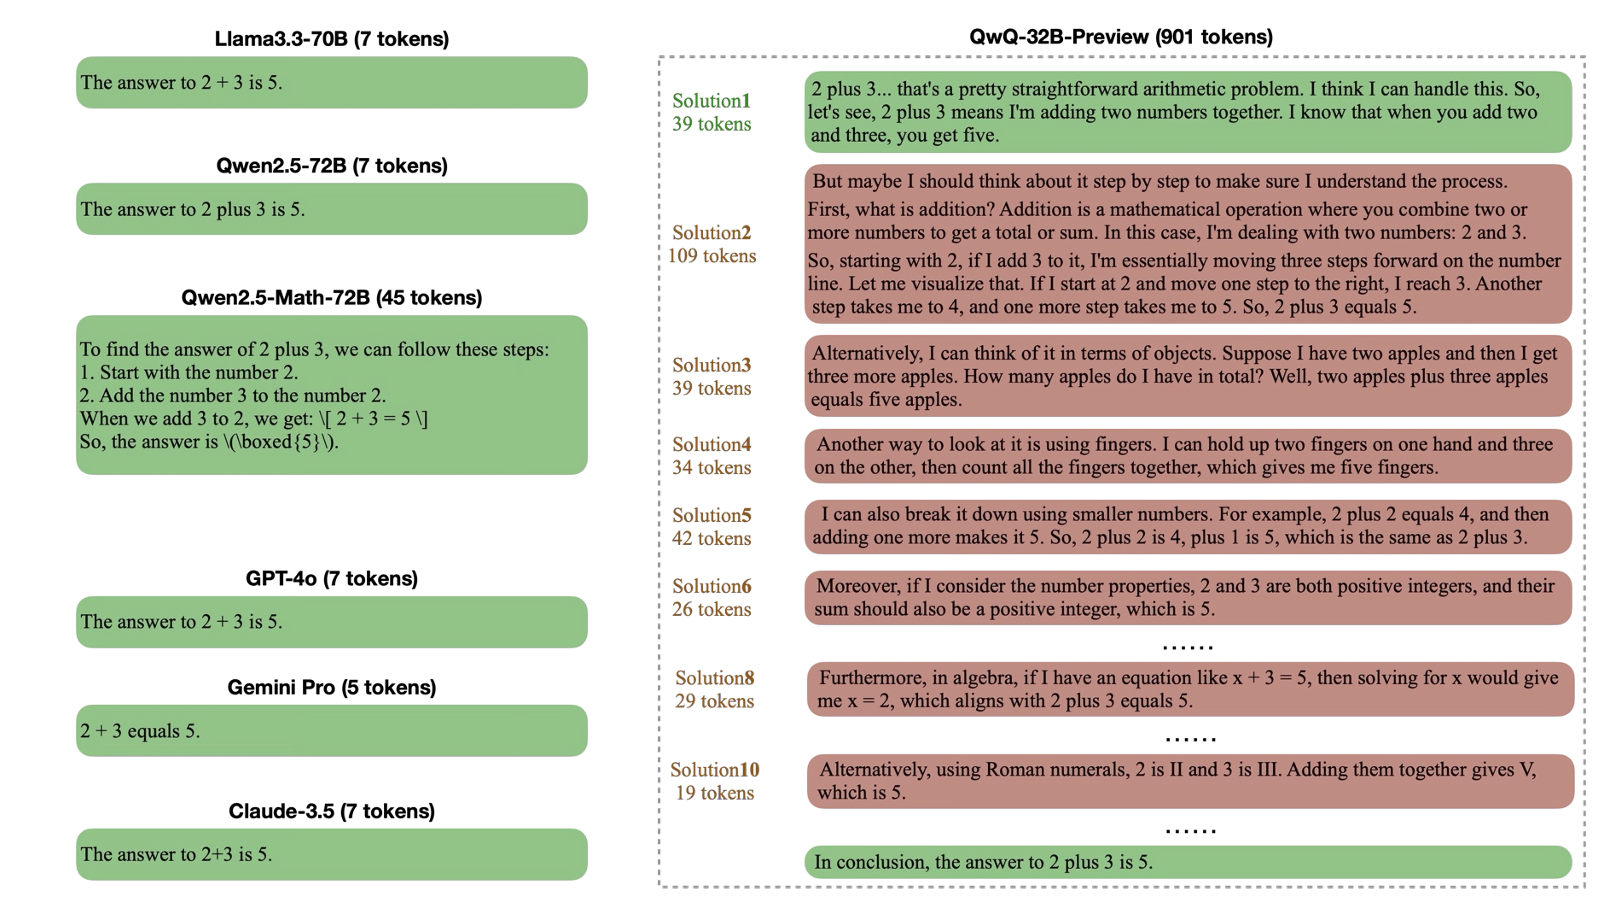 Llama3.3-70B (7 tokens)
The answer to 2 + 3 is 5.
Qwen2.5-72B (7 tokens)
The answer to 2 plus 3 is 5.
Qwen2.5-Math-72B (45 tokens)
To find the answer of 2 plus 3, we can follow these steps:
1. Start with the number 2.
2. Add the number 3 to the number 2.
When we add 3 to 2, we get: \[ 2 + 3 = 5 \]
So, the answer is \(\boxed{5}\).
GPT-4o (7 tokens)
The answer to 2 + 3 is 5.
Gemini Pro (5 tokens)
2 + 3 equals 5.
Claude-3.5 (7 tokens)
The answer to 2+3 is 5.
QwQ-32B-Preview (901 tokens)
Solution1
39 tokens
2 plus 3... that's a pretty straightforward arithmetic problem. I think I can handle this. So,
let's see, 2 plus 3 means I'm adding two numbers together. I know that when you add two
and three, you get five.
Solution2
109 tokens
But maybe I should think about it step by step to make sure I understand the process.
First, what is addition? Addition is a mathematical operation where you combine two or
more numbers to get a total or sum. In this case, I'm dealing with two numbers: 2 and 3.
So, starting with 2, if I add 3 to it, I'm essentially moving three steps forward on the number
line. Let me visualize that. If I start at 2 and move one step to the right, I reach 3. Another
step takes me to 4, and one more step takes me to 5. So, 2 plus 3 equals 5.
Solution3
39 tokens
Alternatively, I can think of it in terms of objects. Suppose I have two apples and then I get
three more apples. How many apples do I have in total? Well, two apples plus three apples
equals five apples.
Solution4
34 tokens
Another way to look at it is using fingers. I can hold up two fingers on one hand and three
on the other, then count all the fingers together, which gives me five fingers.
Solution5
42 tokens
I can also break it down using smaller numbers. For example, 2 plus 2 equals 4, and then
adding one more makes it 5. So, 2 plus 2 is 4, plus 1 is 5, which is the same as 2 plus 3.
Solution6
26 tokens
Moreover, if I consider the number properties, 2 and 3 are both positive integers, and their
sum should also be a positive integer, which is 5.
......
Solution8
29 tokens
Furthermore, in algebra, if I have an equation like x + 3 = 5, then solving for x would give
me x = 2, which aligns with 2 plus 3 equals 5.
......
Solution10
19 tokens
Alternatively, using Roman numerals, 2 is II and 3 is III. Adding them together gives V,
which is 5.
......
In conclusion, the answer to 2 plus 3 is 5.